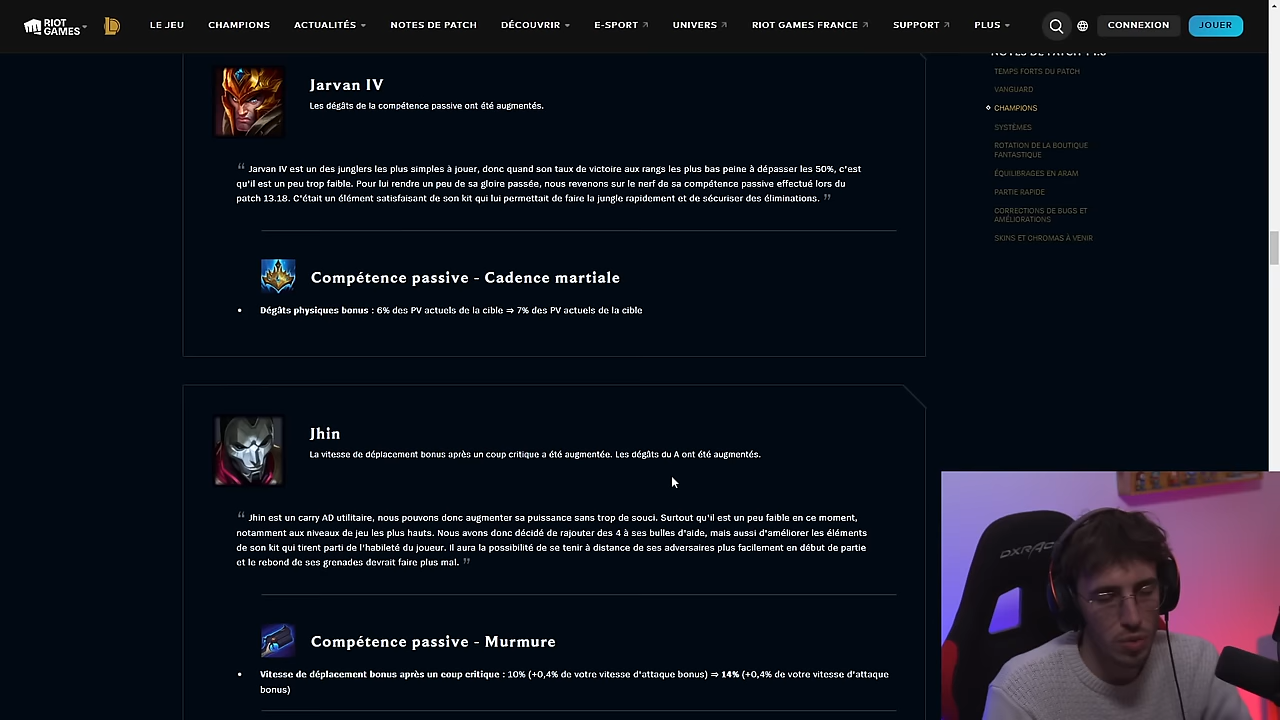 RIOT GAMES
LE JEU
CHAMPIONS
ACTUALITÉS
NOTES DE PATCH
DÉCOUVRIR
E-SPORT
UNIVERS
RIOT GAMES FRANCE
SUPPORT
PLUS
CONNEXION
JOUER
Jarvan IV
Les dégâts de la compétence passive ont été augmentés.
“ Jarvan IV est un des junglers les plus simples à jouer, donc quand son taux de victoire aux rangs les plus bas peine à dépasser les 50%, c'est
qu'il est un peu trop faible. Pour lui rendre un peu de sa gloire passée, nous revenons sur le nerf de sa compétence passive effectué lors du
patch 13.18. C'était un élément satisfaisant de son kit qui lui permettait de faire la jungle rapidement et de sécuriser des éliminations. ”
Compétence passive - Cadence martiale
• Dégâts physiques bonus : 6% des PV actuels de la cible ⇒ 7% des PV actuels de la cible
Jhin
La vitesse de déplacement bonus après un coup critique a été augmentée. Les dégâts du A ont été augmentés.
“ Jhin est un carry AD utilitaire, nous pouvons donc augmenter sa puissance sans trop de souci. Surtout qu'il est un peu faible en ce moment,
notamment aux niveaux de jeu les plus hauts. Nous avons donc décidé de rajouter des 4 à ses bulles d'aide, mais aussi d'améliorer les éléments
de son kit qui tirent parti de l'habileté du joueur. Il aura la possibilité de se tenir à distance de ses adversaires plus facilement en début de partie
et le rebond de ses grenades devrait faire plus mal. ”
Compétence passive - Murmure
• Vitesse de déplacement bonus après un coup critique : 10% (+0,4% de votre vitesse d'attaque bonus) ⇒ 14% (+0,4% de votre vitesse d'attaque
bonus)
NOTES DE PATCH
TEMPS FORTS DU PATCH
VANGUARD
CHAMPIONS
SYSTÈMES
ROTATION DE LA BOUTIQUE
FANTASTIQUE
ÉQUILIBRAGES EN ARAM
PARTIE RAPIDE
CORRECTIONS DE BUGS ET
AMÉLIORATIONS
SKINS ET CHROMAS À VENIR